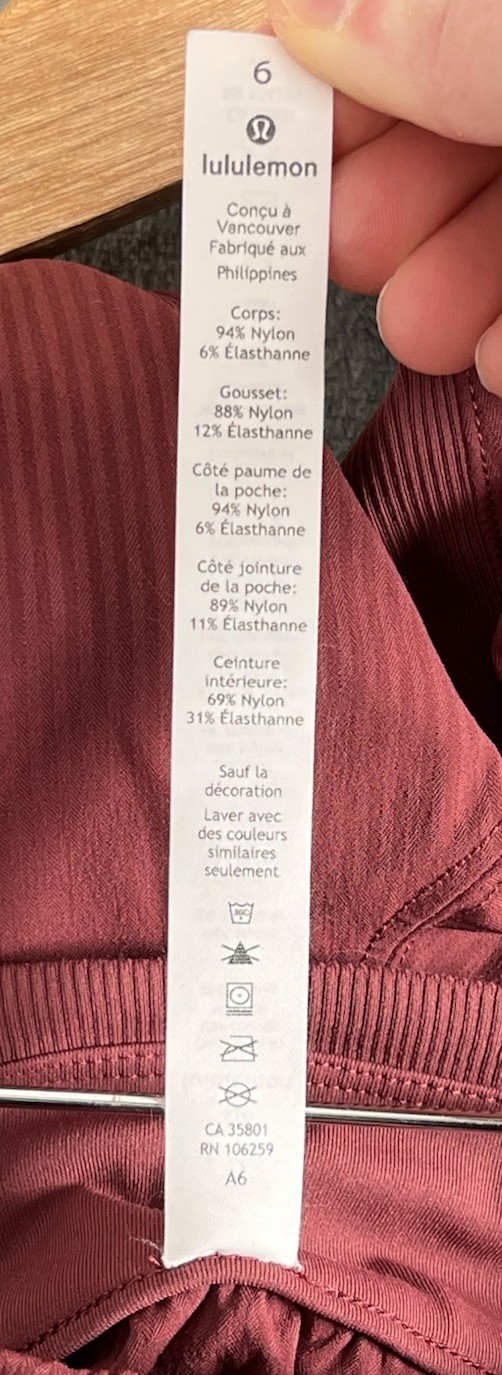 6
lululemon
Conçu à
Vancouver
Fabriqué aux
Philippines
Corps:
94% Nylon
6% Élasthanne
Gousset:
88% Nylon
12% Élasthanne
Côté paume de
la poche:
94% Nylon
6% Élasthanne
Côté jointure
de la poche:
89% Nylon
11% Élasthanne
Ceinture
intérieure:
69% Nylon
31% Élasthanne
Sauf la
décoration
Laver avec
des couleurs
similaires
seulement
30C
CA 35801
RN 106259
A6